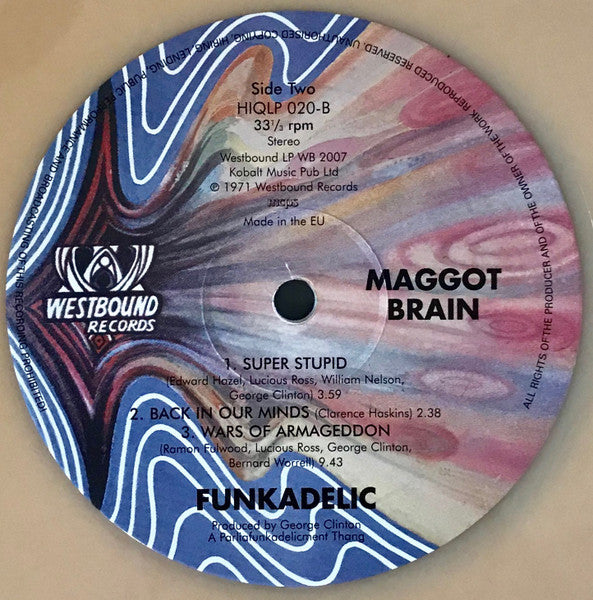 Side Two
HIQLP 020-B
33⅓ rpm
Stereo
Westbound LP WB 2007
Kobalt Music Pub Ltd
℗ 1971 Westbound Records
mcps
Made in the EU
WESTBOUND
RECORDS
MAGGOT
BRAIN
1. SUPER STUPID
(Edward Hazel, Lucious Ross, William Nelson,
George Clinton) 3.59
2. BACK IN OUR MINDS (Clarence Haskins) 2.38
3. WARS OF ARMAGEDDON
(Ramon Fulwood, Lucious Ross, George Clinton,
Bernard Worrell) 9.43
FUNKADELIC
Produced by George Clinton
A Parliafunkadelicment Thang
ALL RIGHTS OF THE PRODUCER AND OF THE OWNER OF THE WORK REPRODUCED RESERVED, UNAUTHORISED COPYING, HIRING, LENDING, PUBLIC PERFORMANCE AND BROADCASTING OF THIS RECORDING PROHIBITED